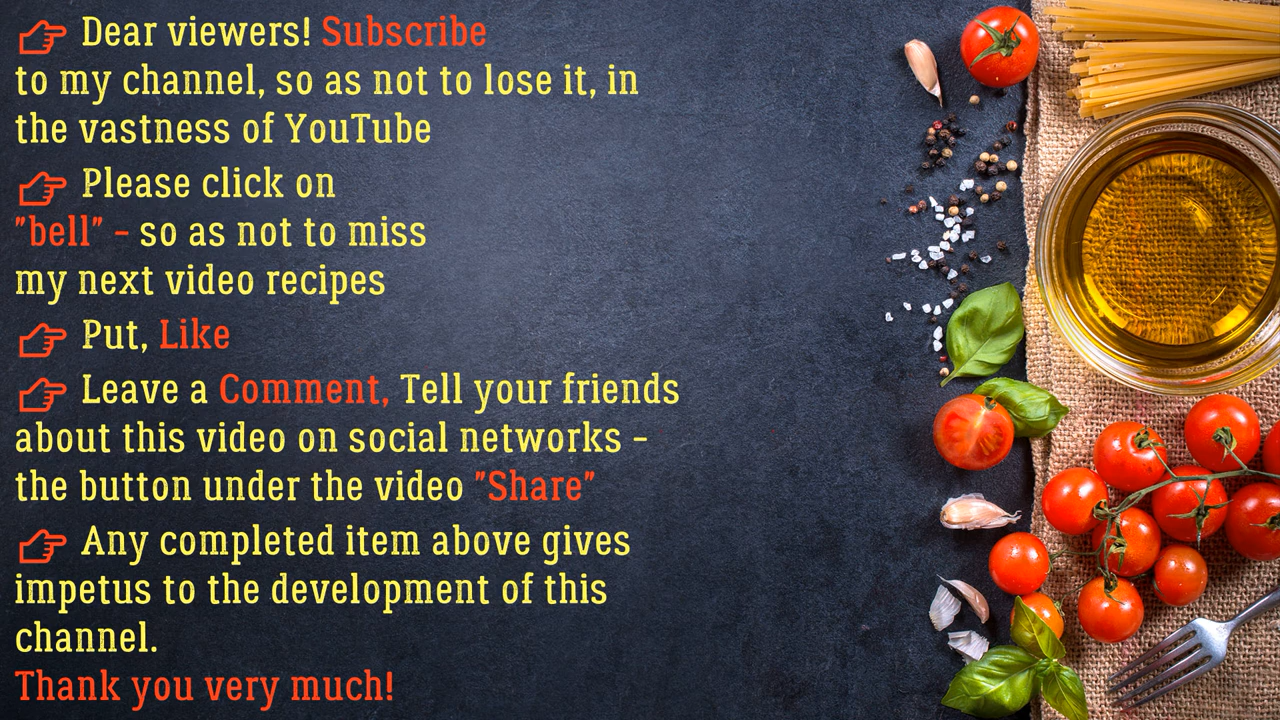 Dear viewers! Subscribe
to my channel, so as not to lose it, in
the vastness of YouTube
Please click on
"bell" - so as not to miss
my next video recipes
Put, Like
Leave a Comment, Tell your friends
about this video on social networks -
the button under the video "Share"
Any completed item above gives
impetus to the development of this
channel.
Thank you very much!